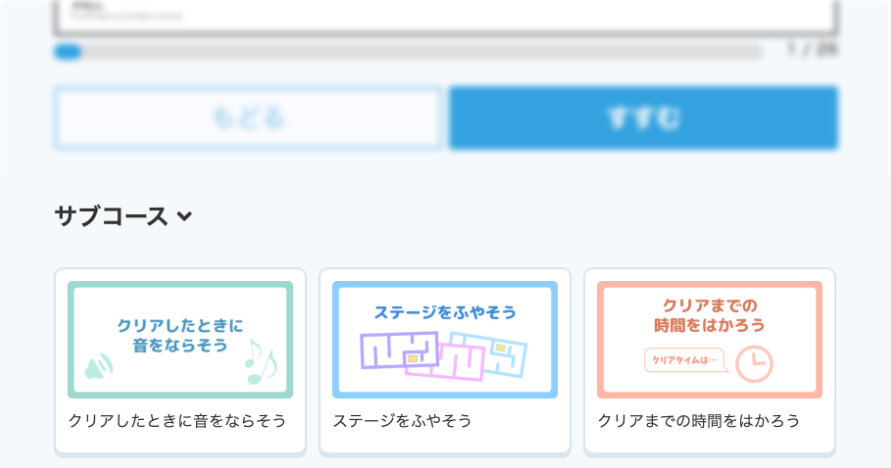 1 / 26
もどる
すすむ
サブコース
クリアしたときに
音をならそう
クリアしたときに音をならそう
ステージをふやそう
ステージをふやそう
クリアまでの
時間をはかろう
クリアタイムは…
クリアまでの時間をはかろう